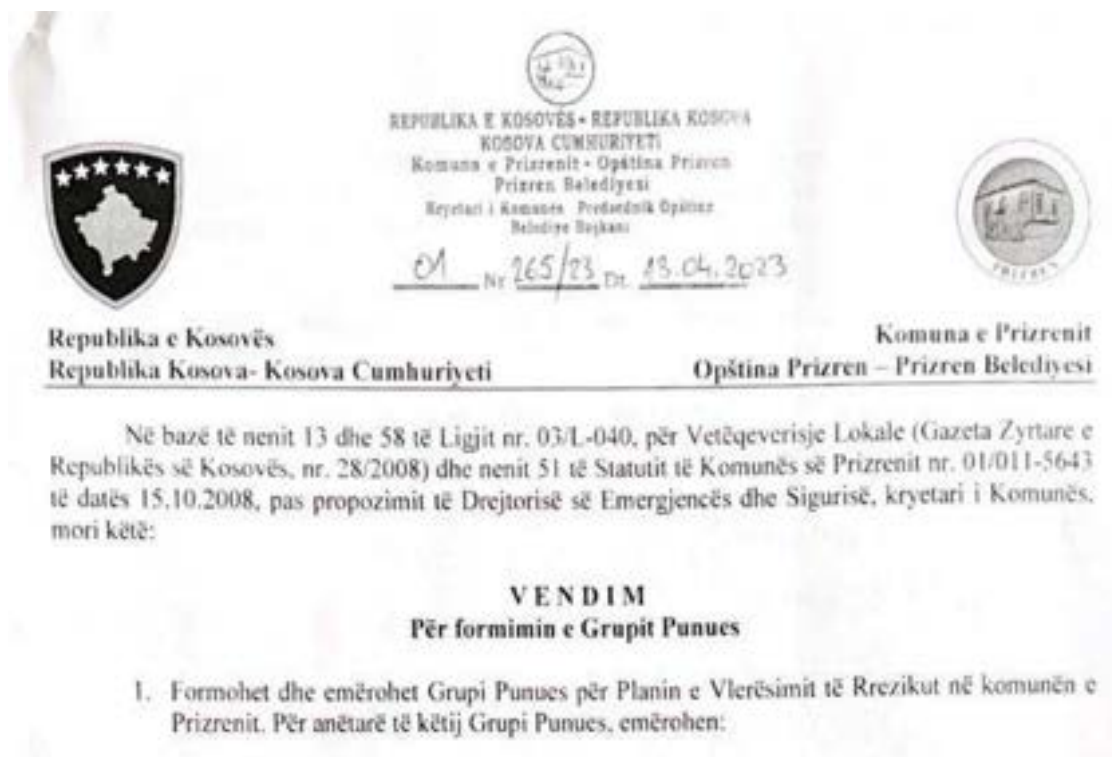 REPUBLIKA E KOSOVËS • REPUBLIKA KOSOVA
KOSOVA CUMHURIYETI
Komuna e Prizrenit • Opština Prizren
Prizren Belediyesi
Kryetari i Komunës Predsednik Opštine
Belediye Başkanı
01 Nr 265/23 Dt. 13.04.2023
PRIZREN
Republika e Kosovës
Republika Kosova- Kosova Cumhuriyeti
Komuna e Prizrenit
Opština Prizren – Prizren Belediyesi
Në bazë të nenit 13 dhe 58 të Ligjit nr. 03/L-040, për Vetëqeverisje Lokale (Gazeta Zyrtare e
Republikës së Kosovës, nr. 28/2008) dhe nenit 51 të Statutit të Komunës së Prizrenit nr. 01/011-5643
të datës 15.10.2008, pas propozimit të Drejtorisë së Emergjencës dhe Sigurisë, kryetari i Komunës,
mori këtë:
V E N D I M
Për formimin e Grupit Punues
1. Formohet dhe emërohet Grupi Punues për Planin e Vlerësimit të Rrezikut në komunën e
Prizrenit. Për anëtarë të këtij Grupi Punues, emërohen: